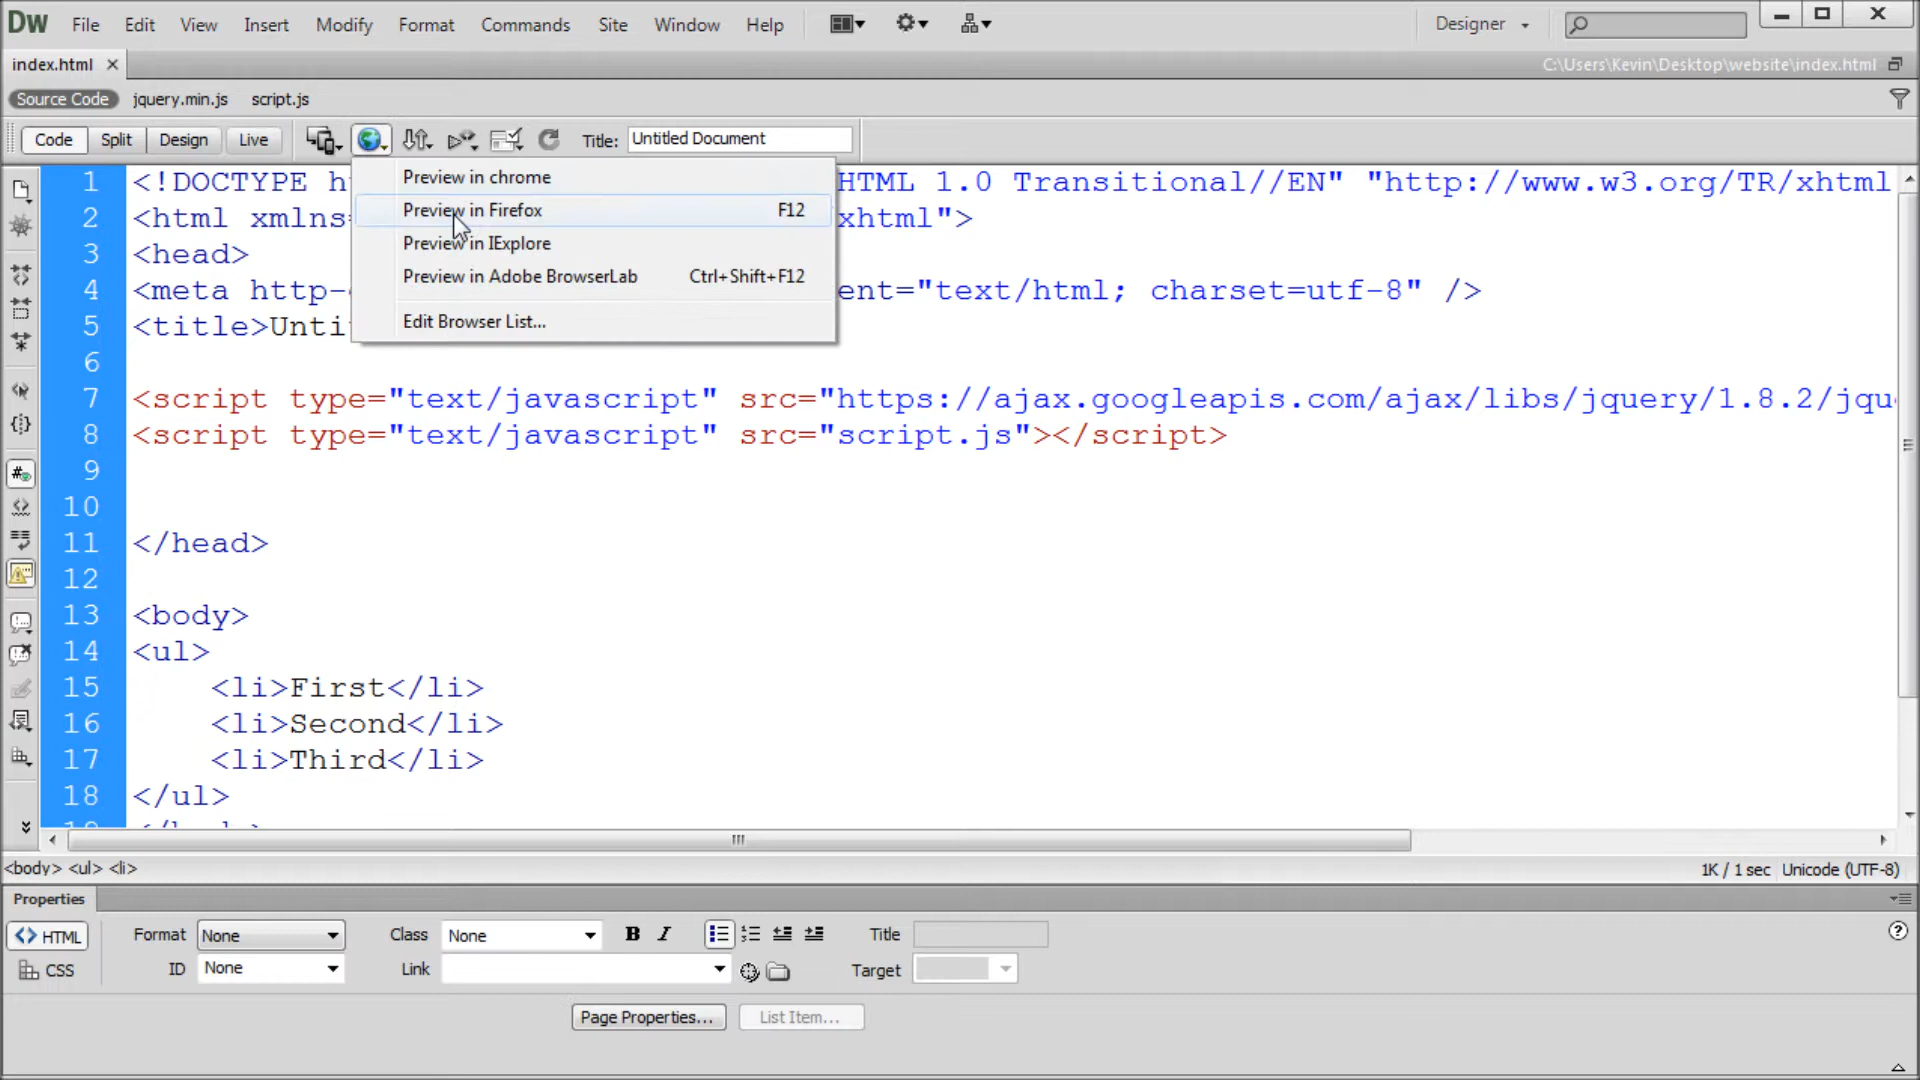 DW File Edit View Insert Modify Format Commands Site Window Help Designer
index.html C:\Users\Kevin\Desktop\website\index.html
Source Code jquery.min.js script.js
Code Split Design Live Title: Untitled Document
Preview in chrome
Preview in Firefox F12
Preview in IExplore
Preview in Adobe BrowserLab Ctrl+Shift+F12
Edit Browser List...
1 <!DOCTYPE HTML 1.0 Transitional//EN" "http://www.w3.org/TR/xhtml
2 <html xmlns= xhtml">
3 <head>
4 <meta http- ent="text/html; charset=utf-8" />
5 <title>Unti
6
7 <script type="text/javascript" src="https://ajax.googleapis.com/ajax/libs/jquery/1.8.2/jqu
8 <script type="text/javascript" src="script.js"></script>
9
10
11 </head>
12
13 <body>
14 <ul>
15 <li>First</li>
16 <li>Second</li>
17 <li>Third</li>
18 </ul>
<body> <ul> <li> 1K / 1 sec Unicode (UTF-8)
Properties
<> HTML Format None Class None B I Title
CSS ID None Link Target
Page Properties... List Item...